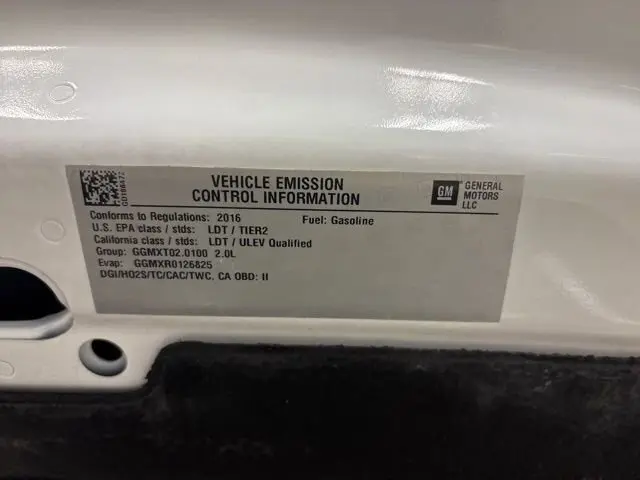 VEHICLE EMISSION
CONTROL INFORMATION
GM GENERAL
MOTORS
LLC
Conforms to Regulations: 2016 Fuel: Gasoline
U.S. EPA class / stds: LDT / TIER2
California class / stds: LDT / ULEV Qualified
Group: GGMXT02.0100 2.0L
Evap: GGMXR0126825
DGI/HO2S/TC/CAC/TWC, CA OBD: II